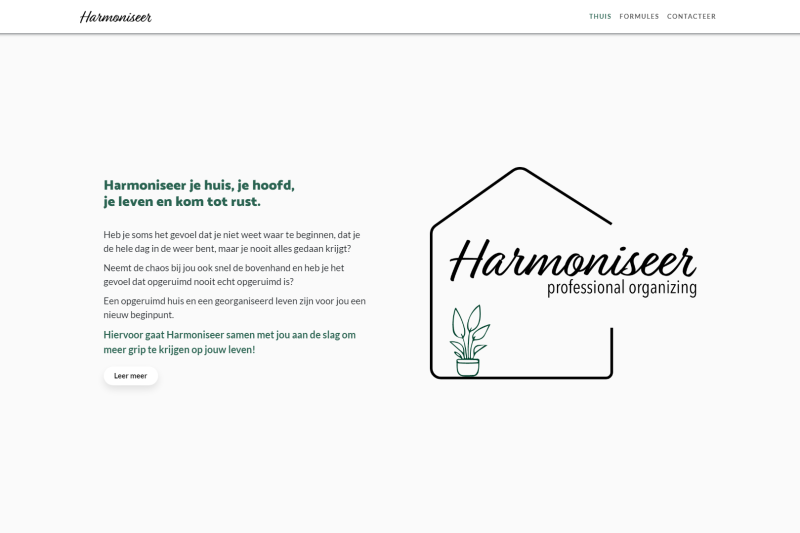 Harmoniseer
THUIS FORMULES CONTACTEER
Harmoniseer je huis, je hoofd,
je leven en kom tot rust.
Heb je soms het gevoel dat je niet weet waar te beginnen, dat je
de hele dag in de weer bent, maar je nooit alles gedaan krijgt?
Neemt de chaos bij jou ook snel de bovenhand en heb je het
gevoel dat opgeruimd nooit echt opgeruimd is?
Een opgeruimd huis en een georganiseerd leven zijn voor jou een
nieuw beginpunt.
Hiervoor gaat Harmoniseer samen met jou aan de slag om
meer grip te krijgen op jouw leven!
Leer meer
Harmoniseer
professional organizing